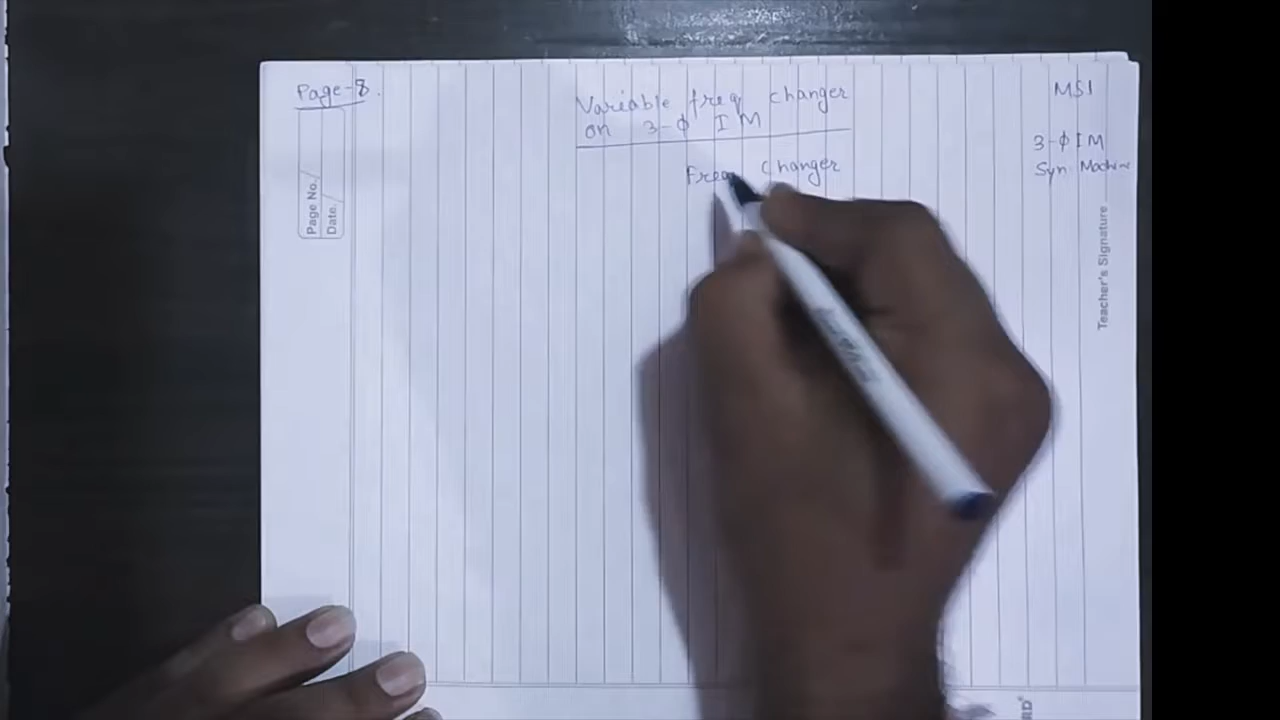 Page-8.
Variable freq changer
on 3-ϕ IM
Freq changer
MSI
3-ϕ IM
Syn Machine
Page No.
Date.
Teacher's Signature